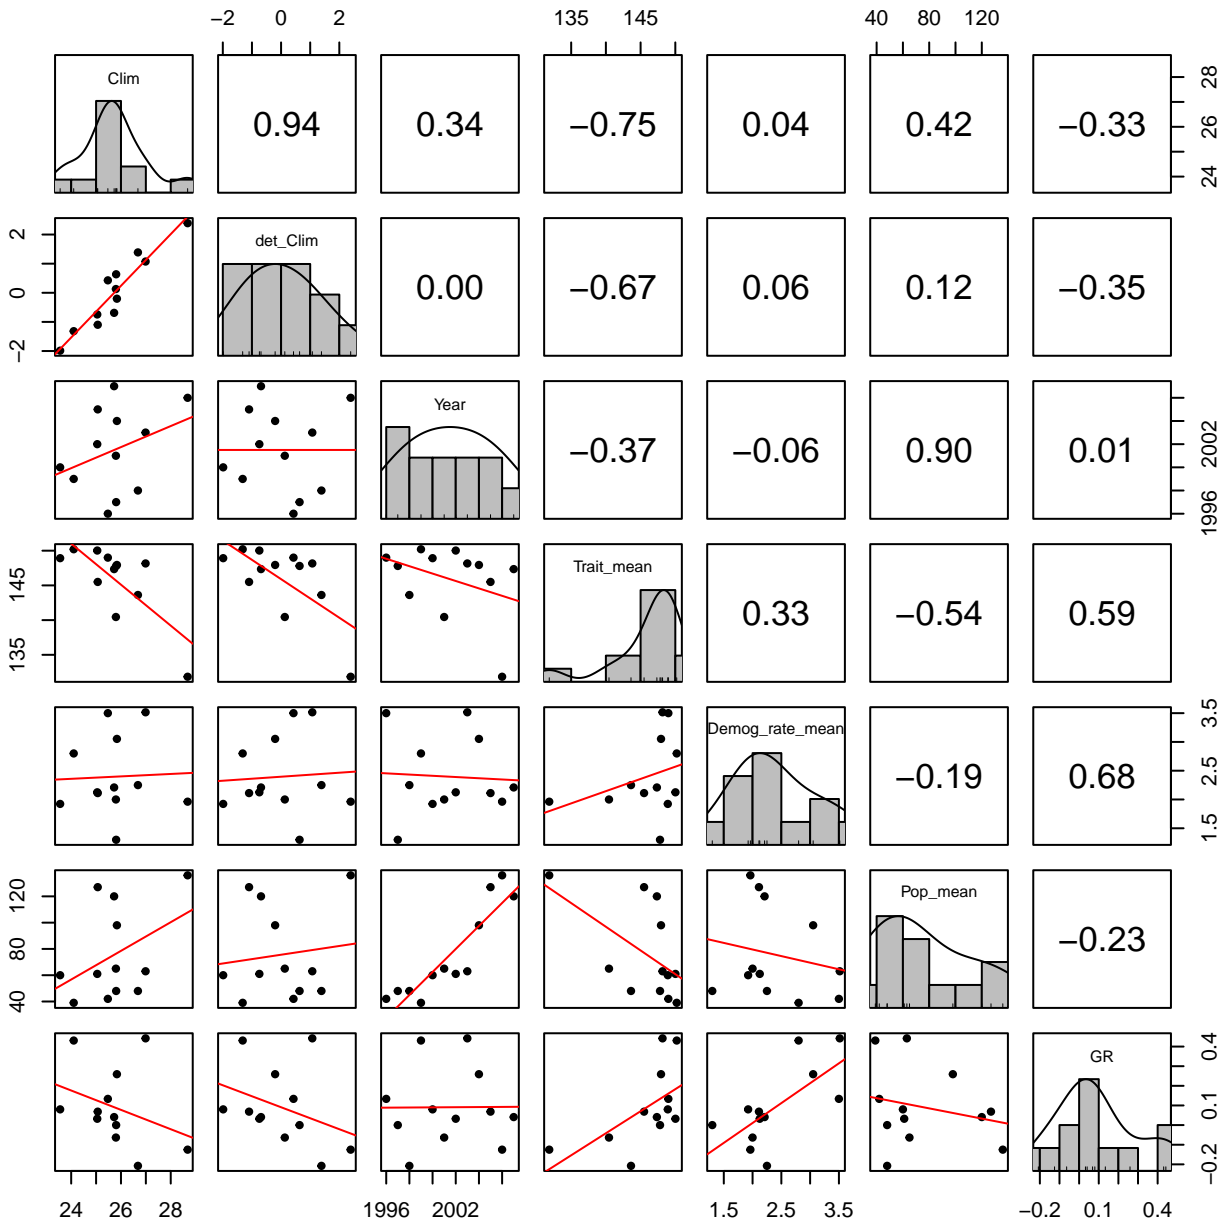 −2 0 2 135 145 40 80 120
Clim 0.94 0.34 −0.75 0.04 0.42 −0.33
24 26 28
−2 0 2
det_Clim 0.00 −0.67 0.06 0.12 −0.35
Year −0.37 −0.06 0.90 0.01
1996 2002
135 145
Trait_mean 0.33 −0.54 0.59
Demog_rate_mean −0.19 0.68
1.5 2.5 3.5
40 80 120
Pop_mean −0.23
GR
−0.2 0.1 0.4
24 26 28 1996 2002 1.5 2.5 3.5 −0.2 0.1 0.4